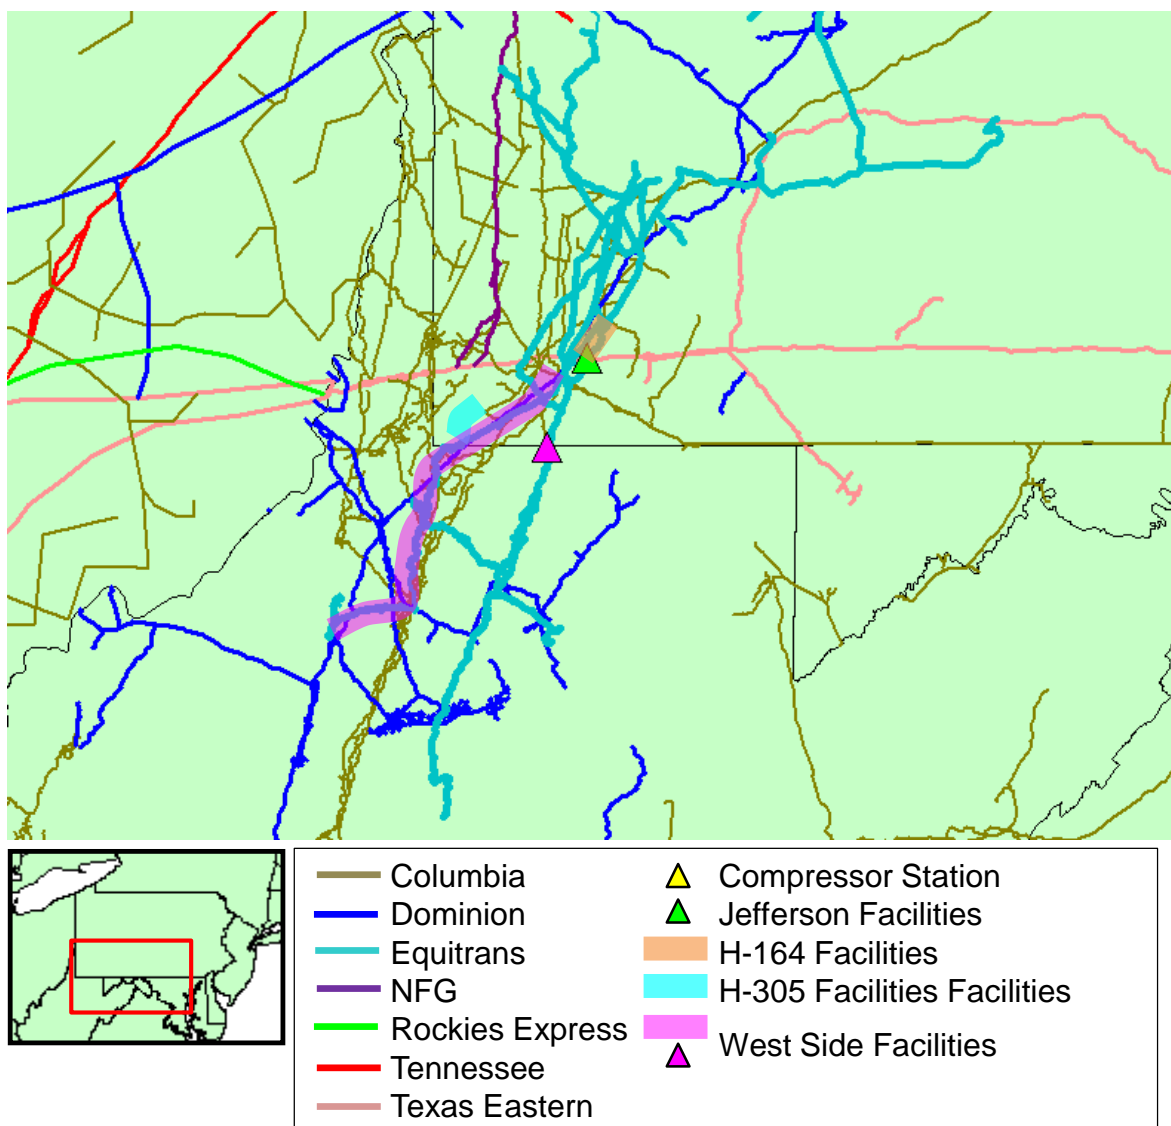 Columbia
Dominion
Equitrans
NFG
Rockies Express
Tennessee
Texas Eastern
Compressor Station
Jefferson Facilities
H-164 Facilities
H-305 Facilities Facilities
West Side Facilities